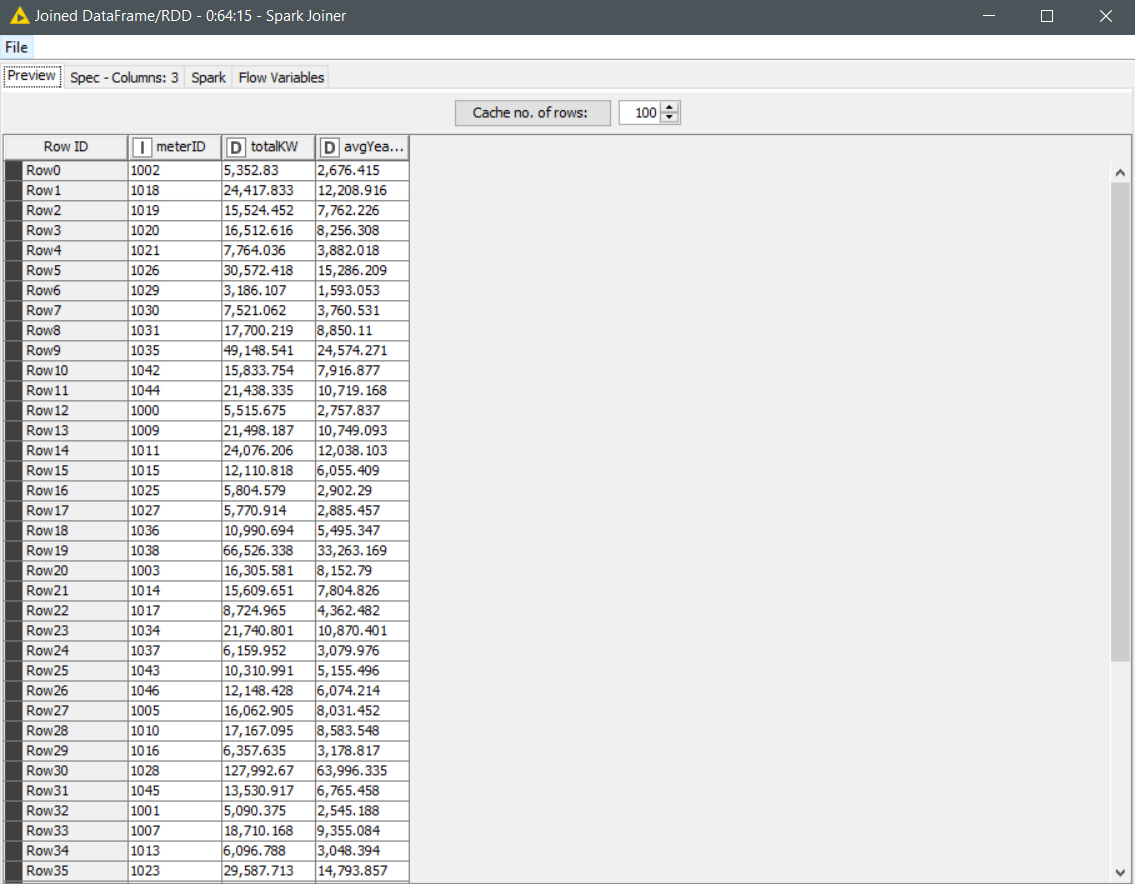 Joined DataFrame/RDD - 0:64:15 - Spark Joiner
File
Preview Spec - Columns: 3 Spark Flow Variables
Cache no. of rows: 100
Row ID I meterID D totalKW D avgYea...
Row0 1002 5,352.83 2,676.415
Row1 1018 24,417.833 12,208.916
Row2 1019 15,524.452 7,762.226
Row3 1020 16,512.616 8,256.308
Row4 1021 7,764.036 3,882.018
Row5 1026 30,572.418 15,286.209
Row6 1029 3,186.107 1,593.053
Row7 1030 7,521.062 3,760.531
Row8 1031 17,700.219 8,850.11
Row9 1035 49,148.541 24,574.271
Row10 1042 15,833.754 7,916.877
Row11 1044 21,438.335 10,719.168
Row12 1000 5,515.675 2,757.837
Row13 1009 21,498.187 10,749.093
Row14 1011 24,076.206 12,038.103
Row15 1015 12,110.818 6,055.409
Row16 1025 5,804.579 2,902.29
Row17 1027 5,770.914 2,885.457
Row18 1036 10,990.694 5,495.347
Row19 1038 66,526.338 33,263.169
Row20 1003 16,305.581 8,152.79
Row21 1014 15,609.651 7,804.826
Row22 1017 8,724.965 4,362.482
Row23 1034 21,740.801 10,870.401
Row24 1037 6,159.952 3,079.976
Row25 1043 10,310.991 5,155.496
Row26 1046 12,148.428 6,074.214
Row27 1005 16,062.905 8,031.452
Row28 1010 17,167.095 8,583.548
Row29 1016 6,357.635 3,178.817
Row30 1028 127,992.67 63,996.335
Row31 1045 13,530.917 6,765.458
Row32 1001 5,090.375 2,545.188
Row33 1007 18,710.168 9,355.084
Row34 1013 6,096.788 3,048.394
Row35 1023 29,587.713 14,793.857